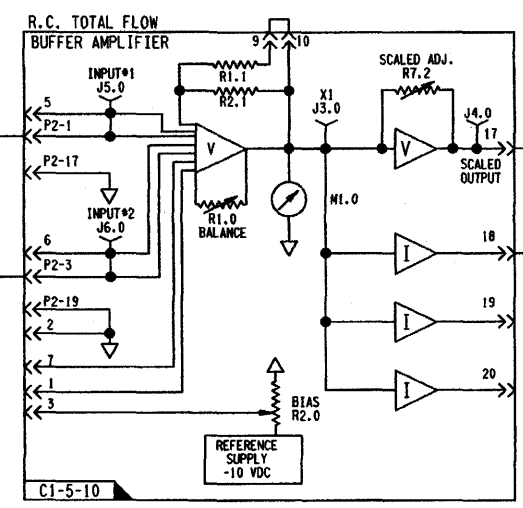 R.C. TOTAL FLOW
BUFFER AMPLIFIER
9 10
R1.1
R2.1
INPUT#1
J5.0
5
P2-1
P2-17
INPUT#2
J6.0
6
P2-3
P2-19
2
7
1
3
V
R1.0
BALANCE
M1.0
X1
J3.0
SCALED ADJ.
R7.2
V
J4.0
17
SCALED
OUTPUT
I
18
I
19
I
20
BIAS
R2.0
REFERENCE
SUPPLY
-10 VDC
C1-5-10